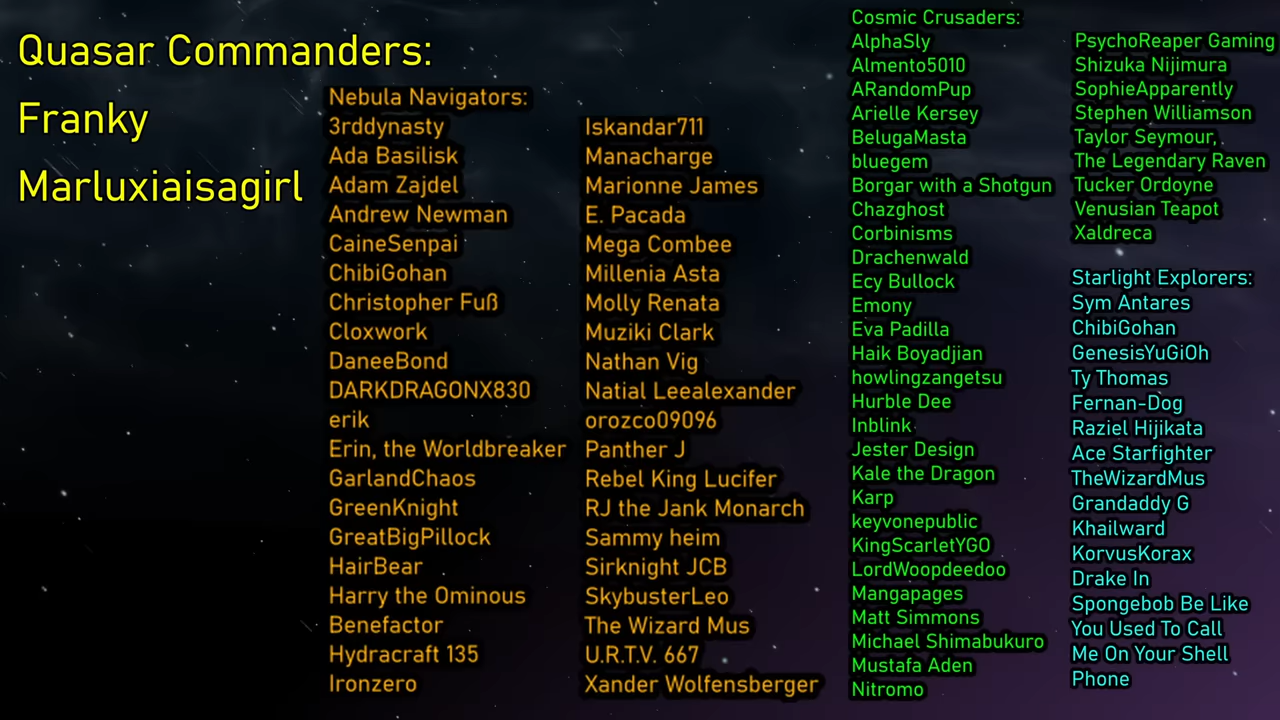 Quasar Commanders:
Franky
Marluxiaisagirl
Nebula Navigators:
3rddynasty
Ada Basilisk
Adam Zajdel
Andrew Newman
CaineSenpai
ChibiGohan
Christopher Fuß
Cloxwork
DaneeBond
DARKDRAGONX830
erik
Erin, the Worldbreaker
GarlandChaos
GreenKnight
GreatBigPillock
HairBear
Harry the Ominous
Benefactor
Hydracraft 135
Ironzero
Iskandar711
Manacharge
Marionne James
E. Pacada
Mega Combee
Millenia Asta
Molly Renata
Muziki Clark
Nathan Vig
Natial Leealexander
orozco09096
Panther J
Rebel King Lucifer
RJ the Jank Monarch
Sammy heim
Sirknight JCB
SkybusterLeo
The Wizard Mus
U.R.T.V. 667
Xander Wolfensberger
Cosmic Crusaders:
AlphaSly
Almento5010
ARandomPup
Arielle Kersey
BelugaMasta
bluegem
Borgar with a Shotgun
Chazghost
Corbinisms
Drachenwald
Ecy Bullock
Emony
Eva Padilla
Haik Boyadjian
howlingzangetsu
Hurble Dee
Inblink
Jester Design
Kale the Dragon
Karp
keyvonepublic
KingScarletYGO
LordWoopdeedoo
Mangapages
Matt Simmons
Michael Shimabukuro
Mustafa Aden
Nitromo
PsychoReaper Gaming
Shizuka Nijimura
SophieApparently
Stephen Williamson
Taylor Seymour,
The Legendary Raven
Tucker Ordoyne
Venusian Teapot
Xaldreca
Starlight Explorers:
Sym Antares
ChibiGohan
GenesisYuGiOh
Ty Thomas
Fernan-Dog
Raziel Hijikata
Ace Starfighter
TheWizardMus
Grandaddy G
Khailward
KorvusKorax
Drake In
Spongebob Be Like
You Used To Call
Me On Your Shell
Phone